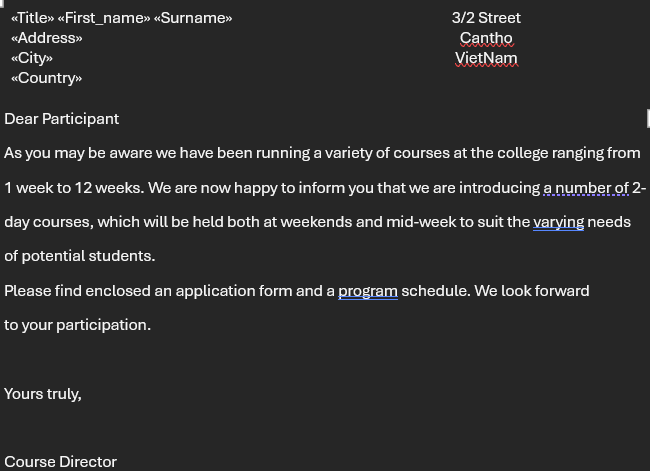 «Title» «First_name» «Surname» 3/2 Street
«Address» Cantho
«City» VietNam
«Country»
Dear Participant
As you may be aware we have been running a variety of courses at the college ranging from
1 week to 12 weeks. We are now happy to inform you that we are introducing a number of 2-
day courses, which will be held both at weekends and mid-week to suit the varying needs
of potential students.
Please find enclosed an application form and a program schedule. We look forward
to your participation.
Yours truly,
Course Director